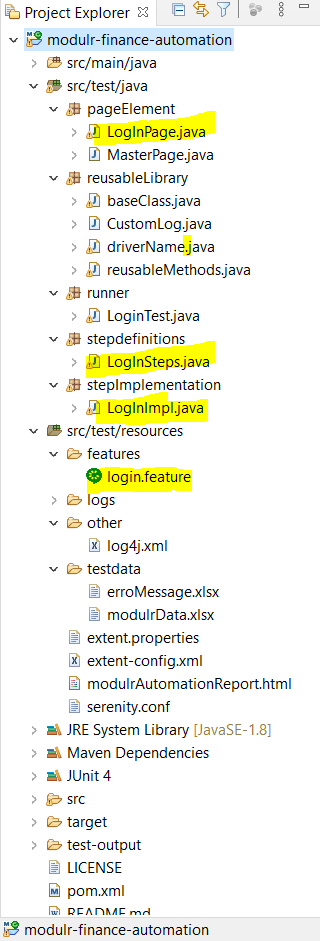 Project Explorer
modulr-finance-automation
src/main/java
src/test/java
pageElement
LogInPage.java
MasterPage.java
reusableLibrary
baseClass.java
CustomLog.java
driverName.java
reusableMethods.java
runner
LoginTest.java
stepdefinitions
LogInSteps.java
stepImplementation
LogInImpl.java
src/test/resources
features
login.feature
logs
other
log4j.xml
testdata
erroMessage.xlsx
modulrData.xlsx
extent.properties
extent-config.xml
modulrAutomationReport.html
serenity.conf
JRE System Library [JavaSE-1.8]
Maven Dependencies
JUnit 4
src
target
test-output
LICENSE
pom.xml
README.md
modulr-finance-automation